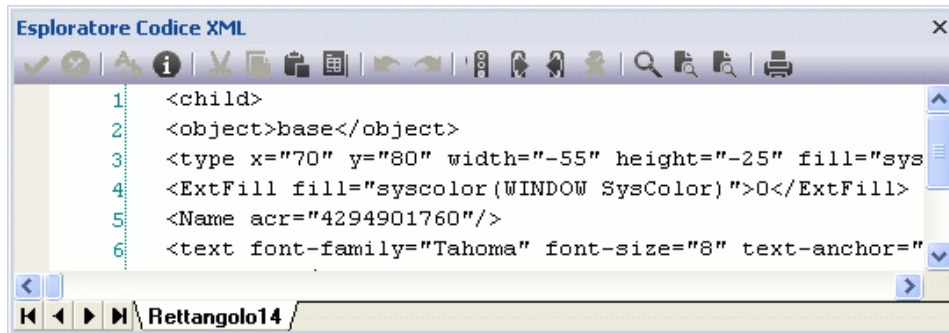 Esploratore Codice XML
1 <child>
2 <object>base</object>
3 <type x="70" y="80" width="-55" height="-25" fill="sys
4 <ExtFill fill="syscolor(WINDOW SysColor)">0</ExtFill>
5 <Name acr="4294901760"/>
6 <text font-family="Tahoma" font-size="8" text-anchor="
Rettangolo14